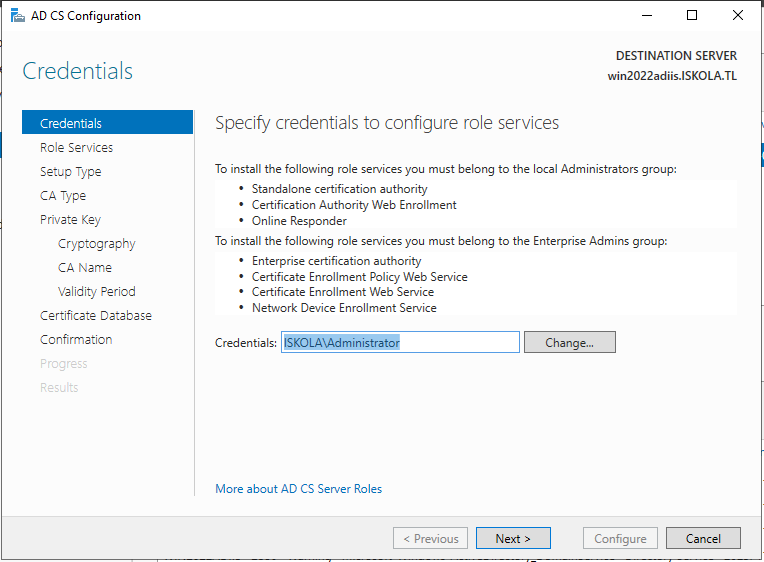 AD CS Configuration
Credentials
DESTINATION SERVER
win2022adiis.ISKOLA.TL
Credentials
Role Services
Setup Type
CA Type
Private Key
Cryptography
CA Name
Validity Period
Certificate Database
Confirmation
Progress
Results
Specify credentials to configure role services
To install the following role services you must belong to the local Administrators group:
• Standalone certification authority
• Certification Authority Web Enrollment
• Online Responder
To install the following role services you must belong to the Enterprise Admins group:
• Enterprise certification authority
• Certificate Enrollment Policy Web Service
• Certificate Enrollment Web Service
• Network Device Enrollment Service
Credentials: ISKOLA\Administrator Change...
More about AD CS Server Roles
< Previous Next > Configure Cancel